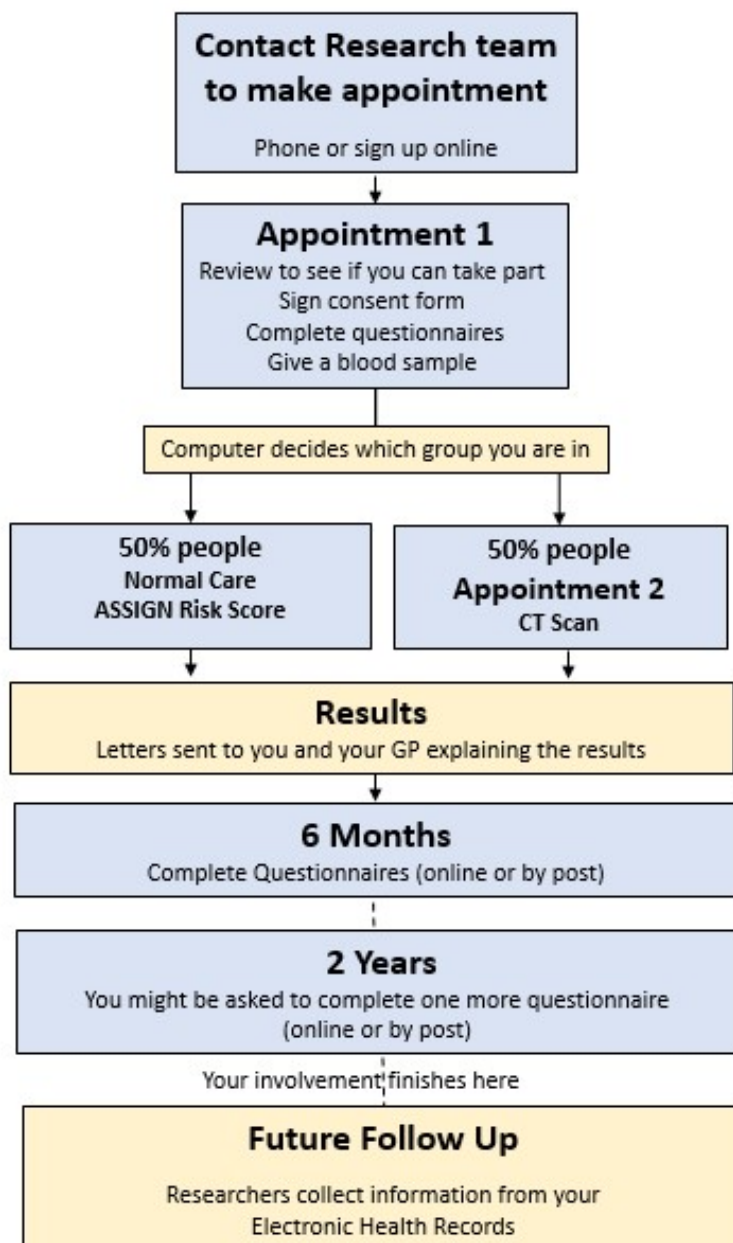 Contact Research team
to make appointment
Phone or sign up online
Appointment 1
Review to see if you can take part
Sign consent form
Complete questionnaires
Give a blood sample
Computer decides which group you are in
50% people
Normal Care
ASSIGN Risk Score
50% people
Appointment 2
CT Scan
Results
Letters sent to you and your GP explaining the results
6 Months
Complete Questionnaires (online or by post)
2 Years
You might be asked to complete one more questionnaire
(online or by post)
Your involvement finishes here
Future Follow Up
Researchers collect information from your
Electronic Health Records